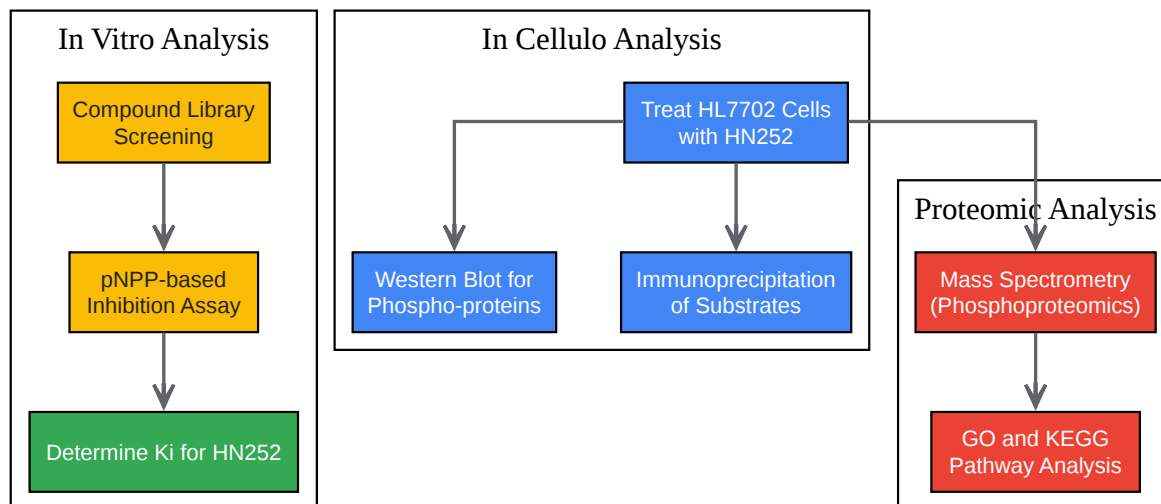 In Vitro Analysis
Compound Library
Screening
pNPP-based
Inhibition Assay
Determine Ki for HN252
In Cellulo Analysis
Treat HL7702 Cells
with HN252
Western Blot for
Phospho-proteins
Immunoprecipitation
of Substrates
Proteomic Analysis
Mass Spectrometry
(Phosphoproteomics)
GO and KEGG
Pathway Analysis